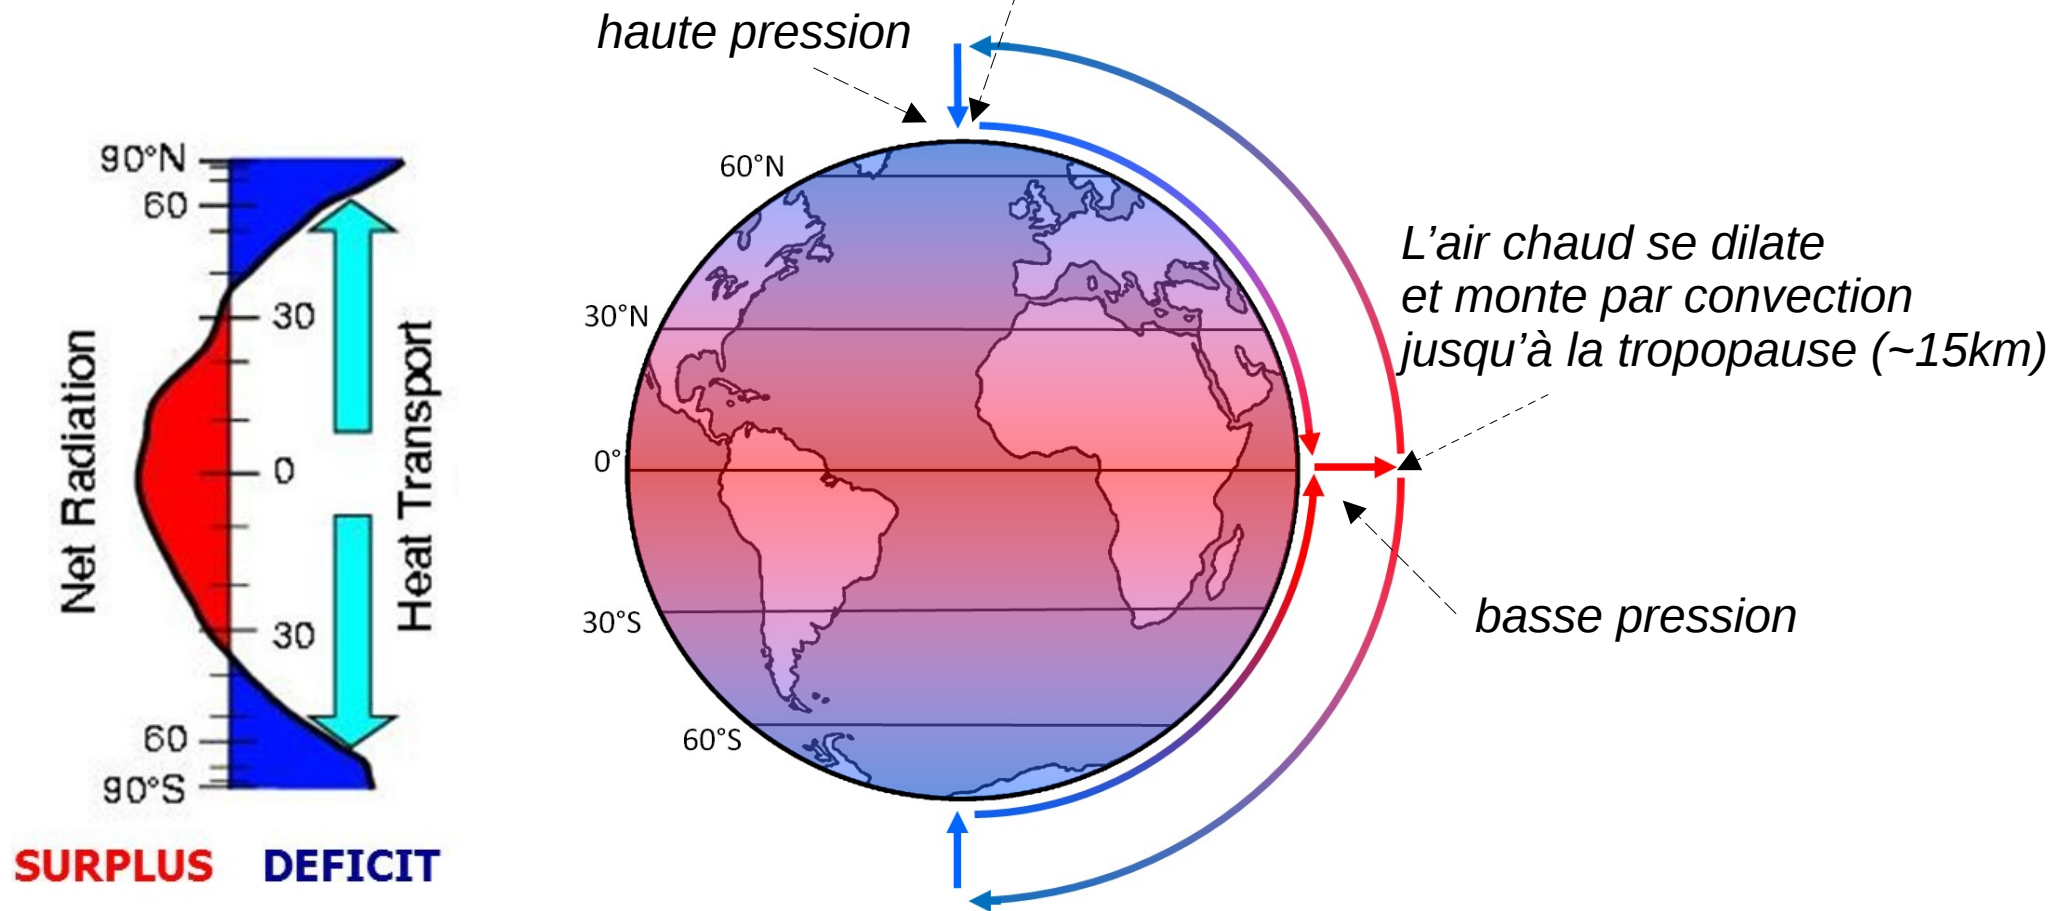 haute pression
90°N
60
30
0
30
60
90°S
Net Radiation
Heat Transport
SURPLUS DEFICIT
60°N
30°N
0°
30°S
60°S
L’air chaud se dilate
et monte par convection
jusqu’à la tropopause (~15km)
basse pression